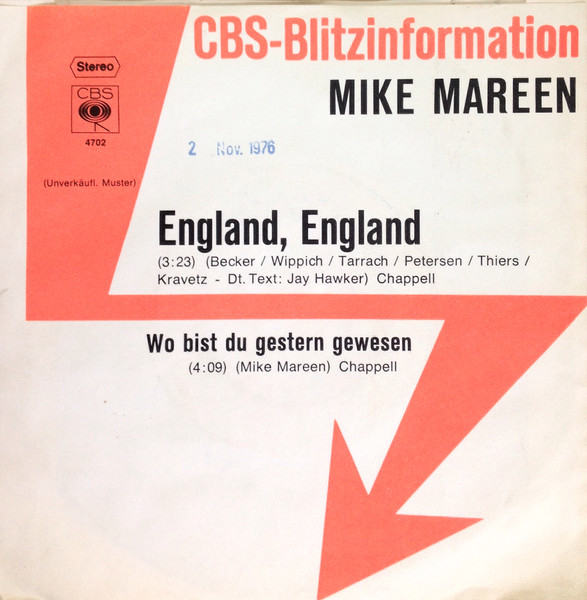 CBS-Blitzinformation
MIKE MAREEN
Stereo
CBS
4702
2 Nov. 1976
(Unverkäufl. Muster)
England, England
(3:23) (Becker / Wippich / Tarrach / Petersen / Thiers /
Kravetz - Dt. Text: Jay Hawker) Chappell
Wo bist du gestern gewesen
(4:09) (Mike Mareen) Chappell